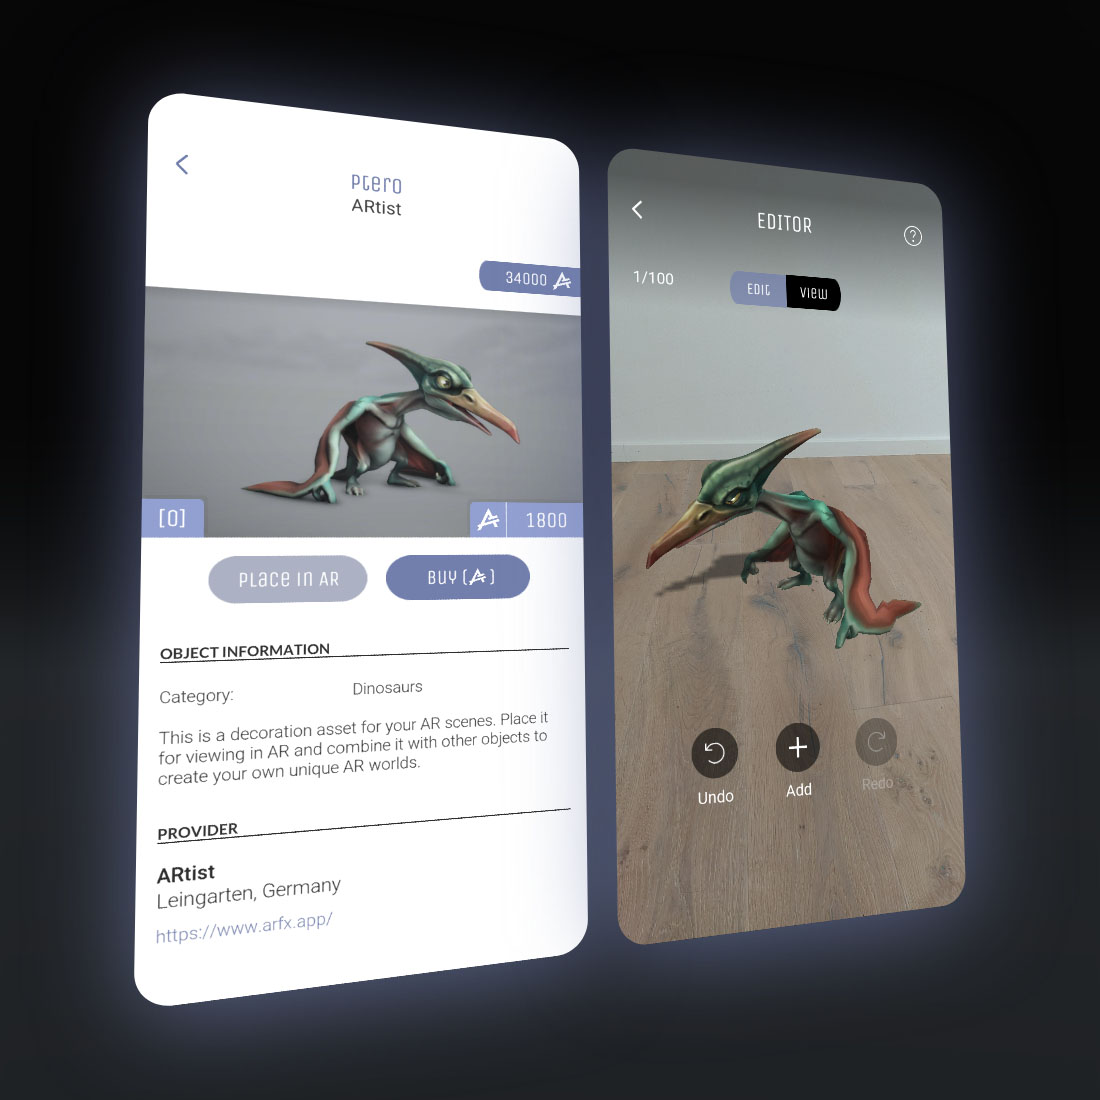 Ptero
ARtist
34000
[0]
1800
Place in AR
BUY ( )
OBJECT INFORMATION
Category: Dinosaurs
This is a decoration asset for your AR scenes. Place it
for viewing in AR and combine it with other objects to
create your own unique AR worlds.
PROVIDER
ARtist
Leingarten, Germany
https://www.arfx.app/
EDITOR
?
1/100
Edit View
Undo Add Redo